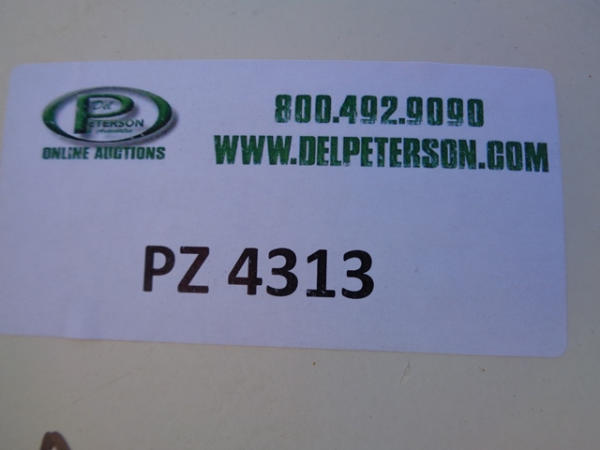 Del
PETERSON
ONLINE AUCTIONS
800.492.9090
WWW.DELPETERSON.COM
PZ 4313